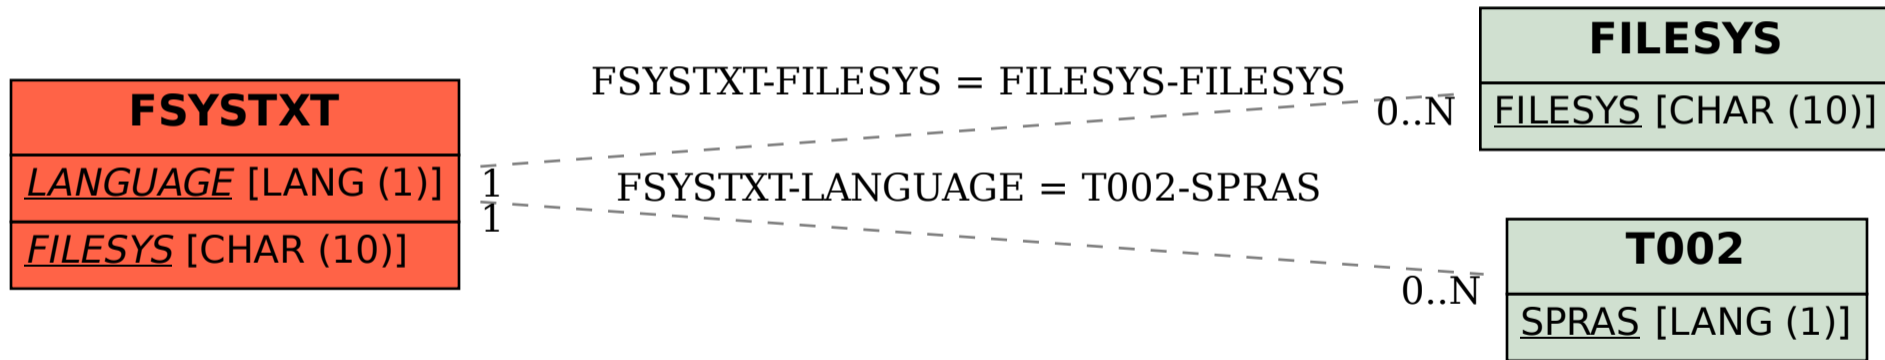 FSYSTXT
LANGUAGE [LANG (1)]
FILESYS [CHAR (10)]
FSYSTXT-FILESYS = FILESYS-FILESYS
1
0..N
FSYSTXT-LANGUAGE = T002-SPRAS
1
0..N
FILESYS
FILESYS [CHAR (10)]
T002
SPRAS [LANG (1)]